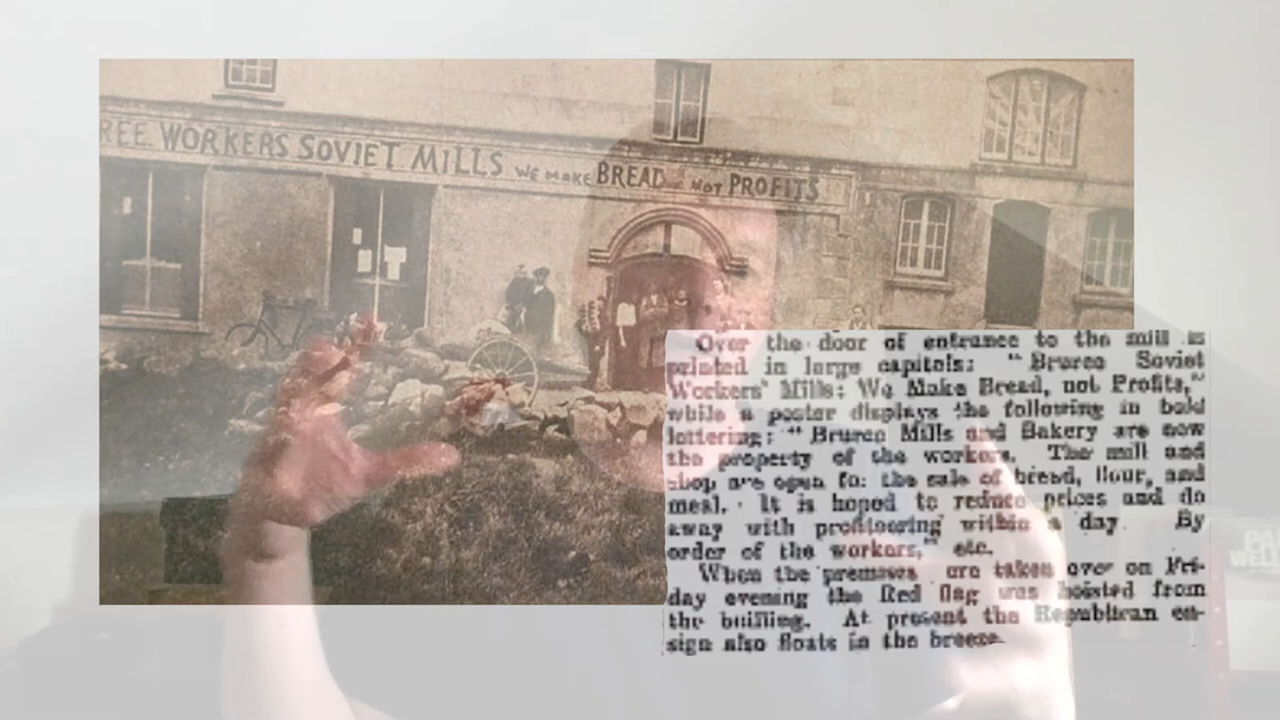 REE WORKERS SOVIET MILLS WE MAKE BREAD NOT PROFITS
Over the door of entrance to the mill is
printed in large capitals: "Bruree Soviet
Workers' Mills: We Make Bread, not Profits,"
while a poster displays the following in bold
lettering: "Bruree Mills and Bakery are now
the property of the workers. The mill and
shop are open for the sale of bread, flour, and
meal. It is hoped to reduce prices and do
away with profiteering within a day. By
order of the workers," etc.
When the premises are taken over on Fri-
day evening the Red flag was hoisted from
the building. At present the Republican en-
sign also floats in the breeze.